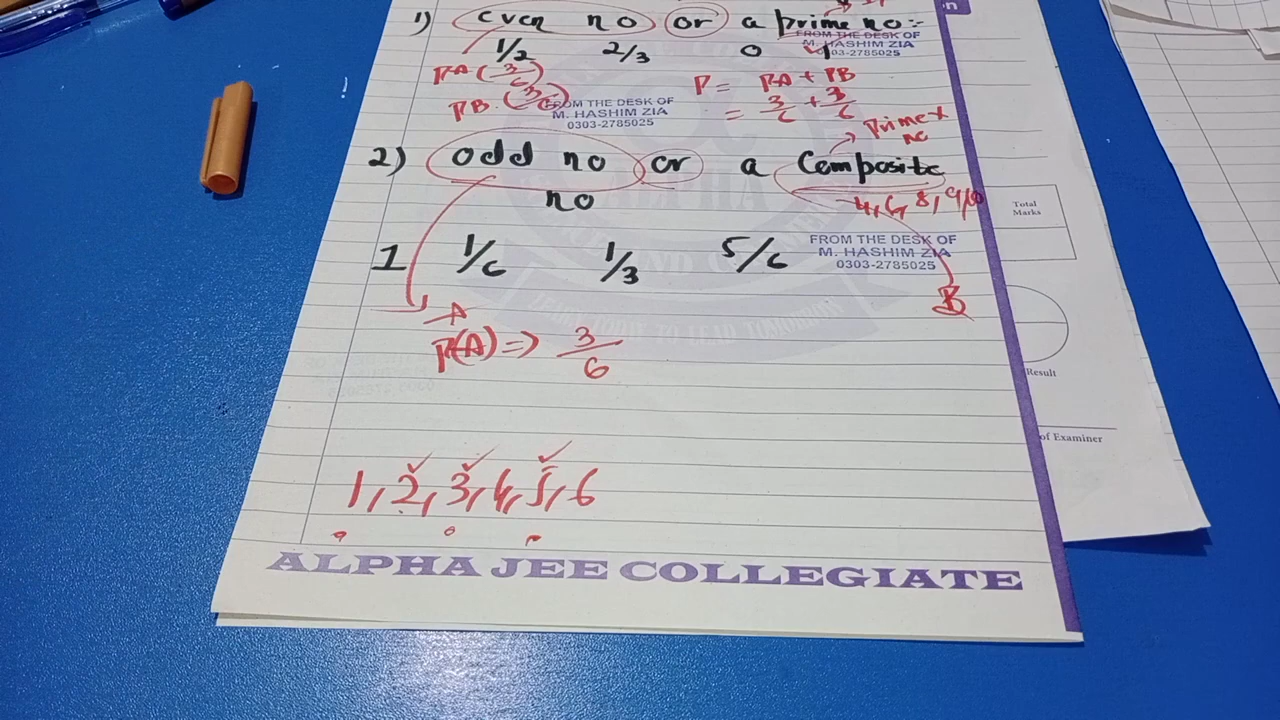 1) even no or a prime no:-
1/2 2/3 0 1
FROM THE DESK OF
M. HASHIM ZIA
03-2785025
PA (3/6)
P = PA + PB
PB (3/6)
= 3/6 + 3/6
FROM THE DESK OF
M. HASHIM ZIA
0303-2785025
Prime x
no
2) odd no or a Composite
no
4, 6, 8, 9, 10
Total
Marks
1 1/6 1/3 5/6
FROM THE DESK OF
M. HASHIM ZIA
0303-2785025
A
B
P(A) => 3/6
Result
of Examiner
1, 2, 3, 4, 5, 6
ALPHA JEE COLLEGIATE